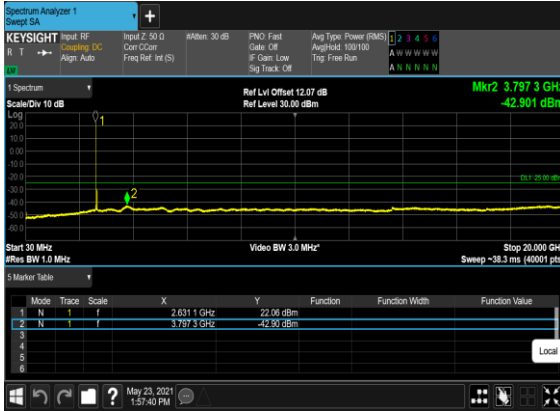 Spectrum Analyzer 1
Swept SA
+
KEYSIGHT Input: RF Input Z: 50 Ω #Atten: 30 dB PNO: Fast Avg Type: Power (RMS) 1 2 3 4 5 6
R T Coupling: DC Corr CCorr Gate: Off Avg|Hold: 100/100 A W W W W W
Align: Auto Freq Ref: Int (S) IF Gain: Low Trig: Free Run
Sig Track: Off A N N N N N
1 Spectrum Ref Lvl Offset 12.07 dB Mkr2 3.797 3 GHz
Scale/Div 10 dB Ref Level 30.00 dBm -42.901 dBm
Log
20.0
10.0
0.00
-10.0
-20.0
-30.0
-40.0
-50.0
-60.0
1
2
DL1 -25.00 dBm
Start 30 MHz Video BW 3.0 MHz* Stop 20.000 GHz
#Res BW 1.0 MHz Sweep ~38.3 ms (40001 pts)
5 Marker Table
Mode Trace Scale X Y Function Function Width Function Value
1 N 1 f 2.631 1 GHz 22.06 dBm
2 N 1 f 3.797 3 GHz -42.90 dBm
3
4
5
6
Local
? May 23, 2021
1:57:40 PM